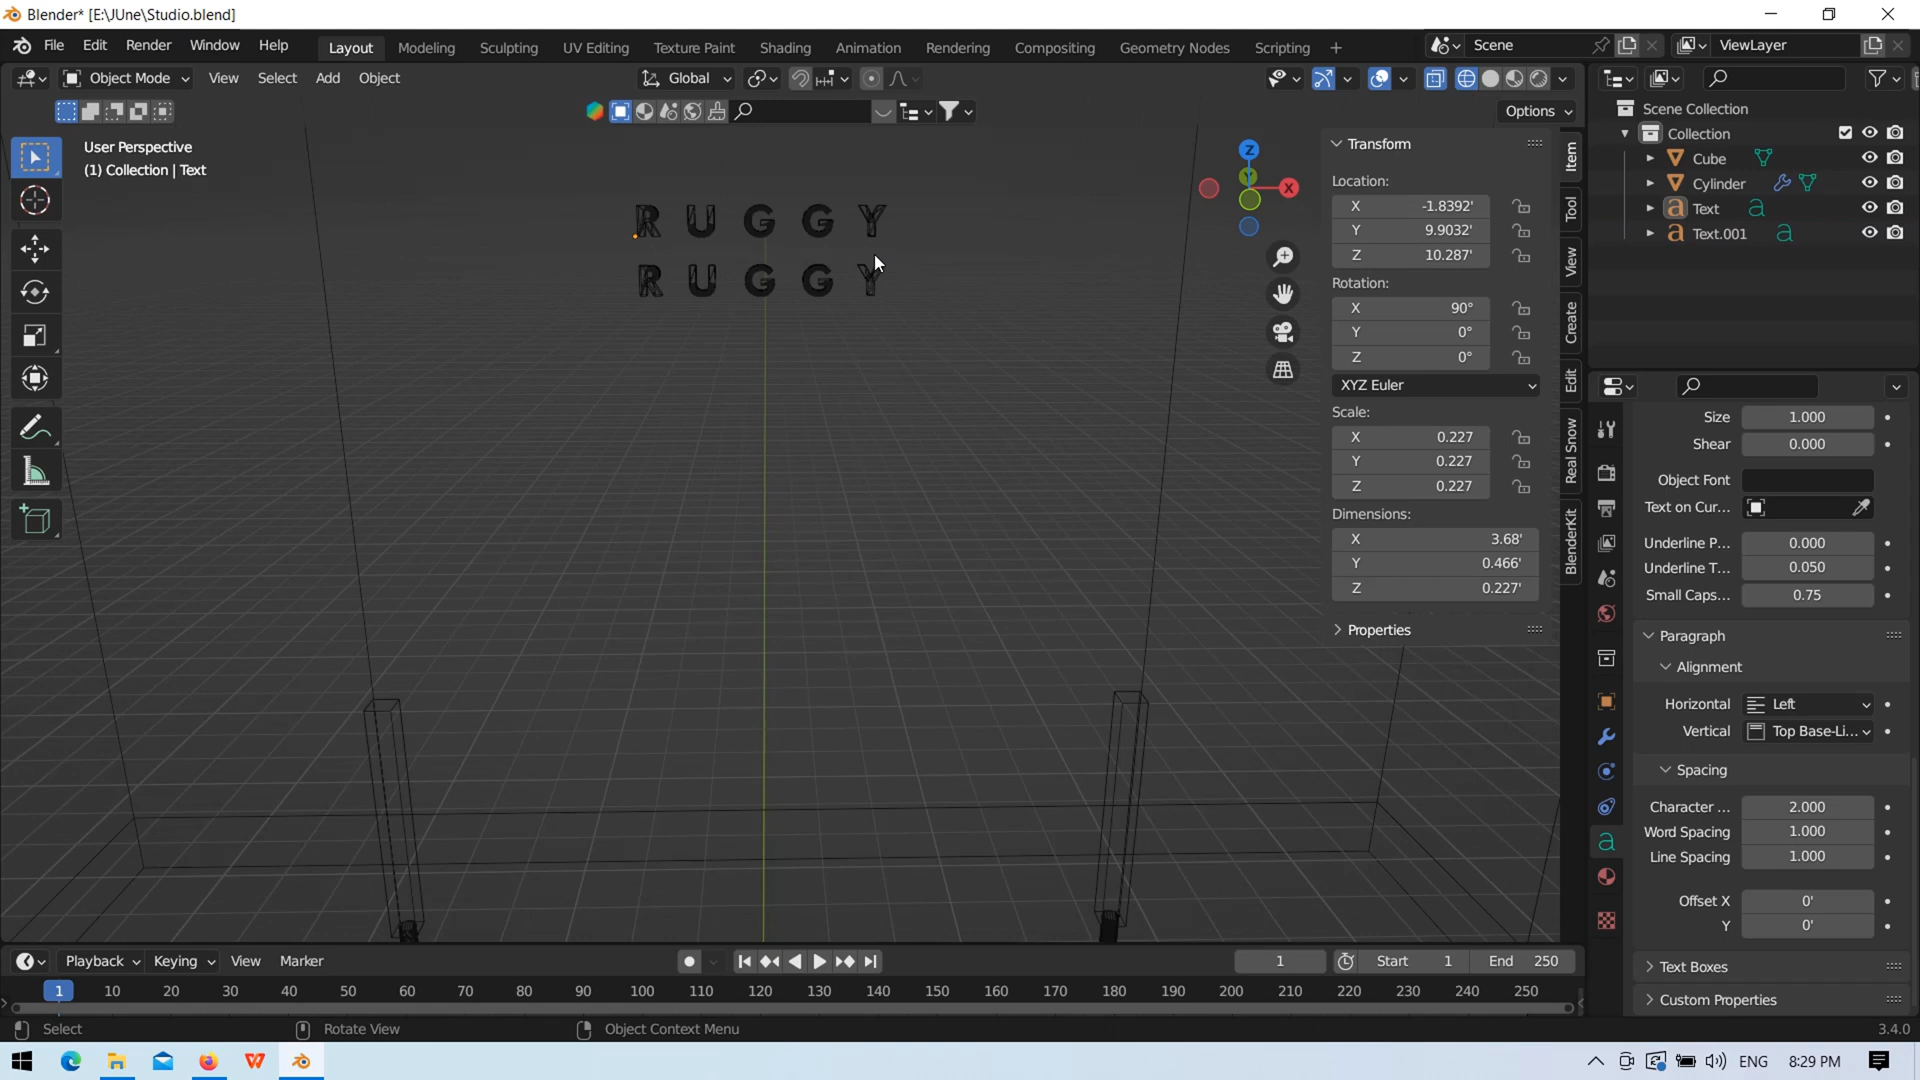 Blender* [E:\JUne\Studio.blend]
File Edit Render Window Help
Layout Modeling Sculpting UV Editing Texture Paint Shading Animation Rendering Compositing Geometry Nodes Scripting +
Scene
ViewLayer
Object Mode View Select Add Object
Global
Options
User Perspective
(1) Collection | Text
R U G G Y
R U G G Y
Z
Y
X
Transform
Location:
X -1.8392'
Y 9.9032'
Z 10.287'
Rotation:
X 90°
Y 0°
Z 0°
XYZ Euler
Scale:
X 0.227
Y 0.227
Z 0.227
Dimensions:
X 3.68'
Y 0.466'
Z 0.227'
Properties
Item
Tool
View
Create
Edit
Real Snow
BlenderKit
Scene Collection
Collection
Cube
Cylinder
Text
Text.001
Size 1.000
Shear 0.000
Object Font
Text on Cur...
Underline P... 0.000
Underline T... 0.050
Small Caps... 0.75
Paragraph
Alignment
Horizontal Left
Vertical Top Base-Li...
Spacing
Character ... 2.000
Word Spacing 1.000
Line Spacing 1.000
Offset X 0'
Y 0'
Text Boxes
Custom Properties
Playback Keying View Marker
1 Start 1 End 250
1 10 20 30 40 50 60 70 80 90 100 110 120 130 140 150 160 170 180 190 200 210 220 230 240 250
Select Rotate View Object Context Menu 3.4.0
ENG 8:29 PM